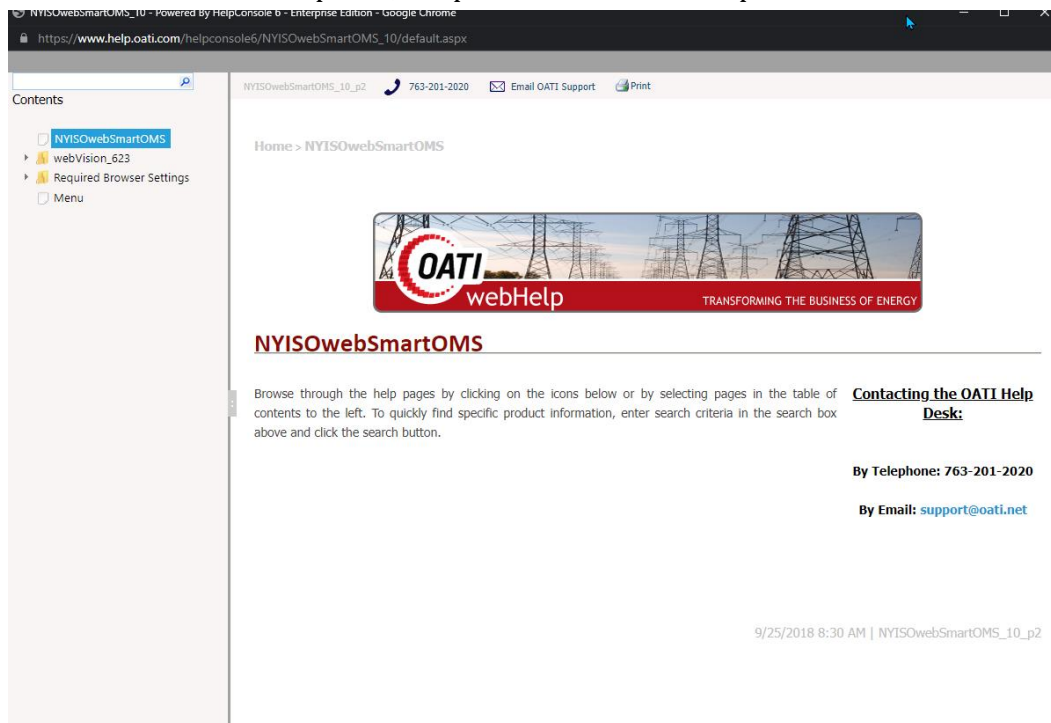 NYISOwebSmartOMS_10 - Powered By HelpConsole 6 - Enterprise Edition - Google Chrome
https://www.help.oati.com/helpconsole6/NYISOwebSmartOMS_10/default.aspx
NYISOwebSmartOMS_10_p2 763-201-2020 Email OATI Support Print
Contents
NYISOwebSmartOMS
webVision_623
Required Browser Settings
Menu
Home > NYISOwebSmartOMS
OATI
webHelp TRANSFORMING THE BUSINESS OF ENERGY
NYISOwebSmartOMS
Browse through the help pages by clicking on the icons below or by selecting pages in the table of
contents to the left. To quickly find specific product information, enter search criteria in the search box
above and click the search button.
Contacting the OATI Help
Desk:
By Telephone: 763-201-2020
By Email: support@oati.net
9/25/2018 8:30 AM | NYISOwebSmartOMS_10_p2